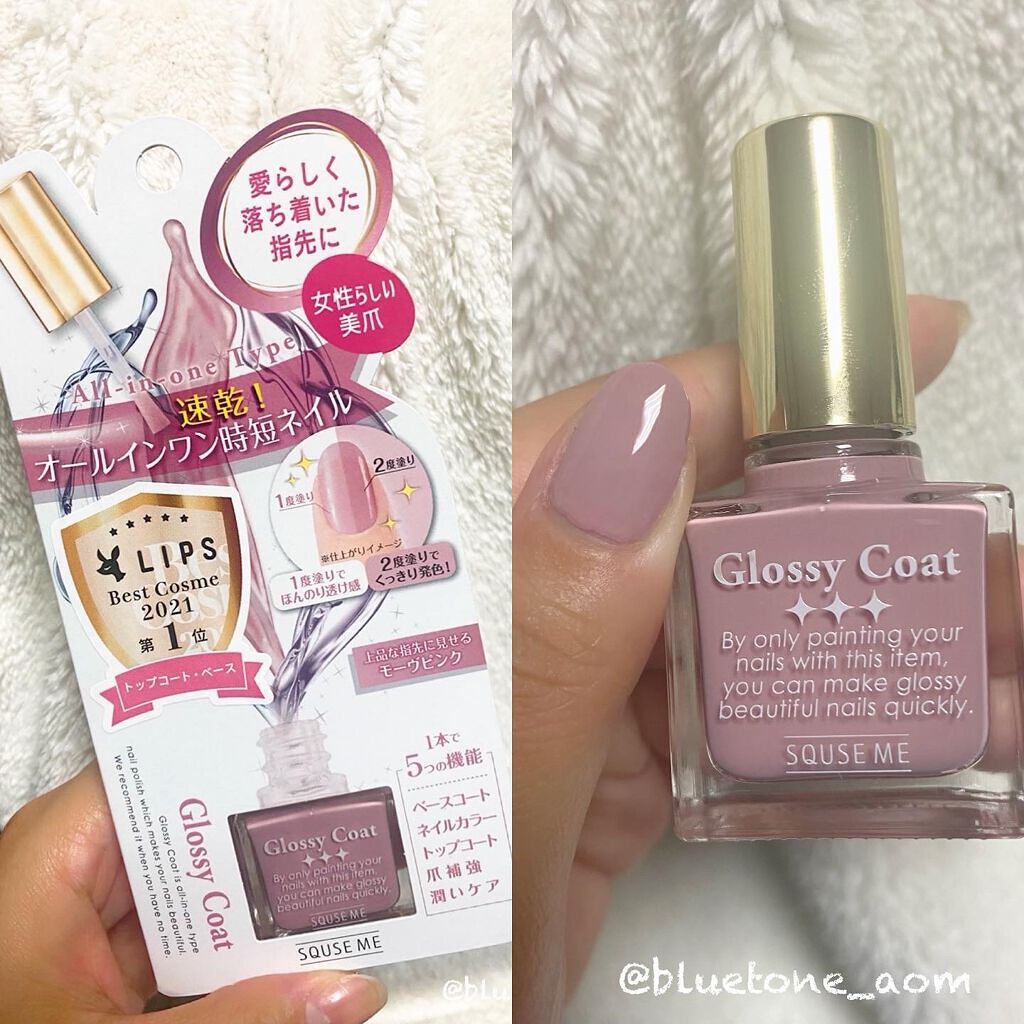 愛らしく
落ち着いた
指先に
女性らしい
美爪
All-in-one Type
速乾！
オールインワン時短ネイル
2度塗り
1度塗り
※仕上がりイメージ
1度塗りで
ほんのり透け感
2度塗りで
くっきり発色！
LIPS
Best Cosme
2021
第1位
トップコート・ベース
上品な指先に見せる
モーヴピンク
1本で
5つの機能
ベースコート
ネイルカラー
トップコート
爪補強
潤いケア
Glossy Coat
Glossy Coat is all-in-one type
nail polish which makes your nails beautiful.
We recommend it when you have no time.
Glossy Coat
By only painting your
nails with this item,
you can make glossy
beautiful nails quickly.
SQUSE ME
SQUSE ME
@blu
Glossy Coat
By only painting your
nails with this item,
you can make glossy
beautiful nails quickly.
SQUSE ME
@bluetone_aom